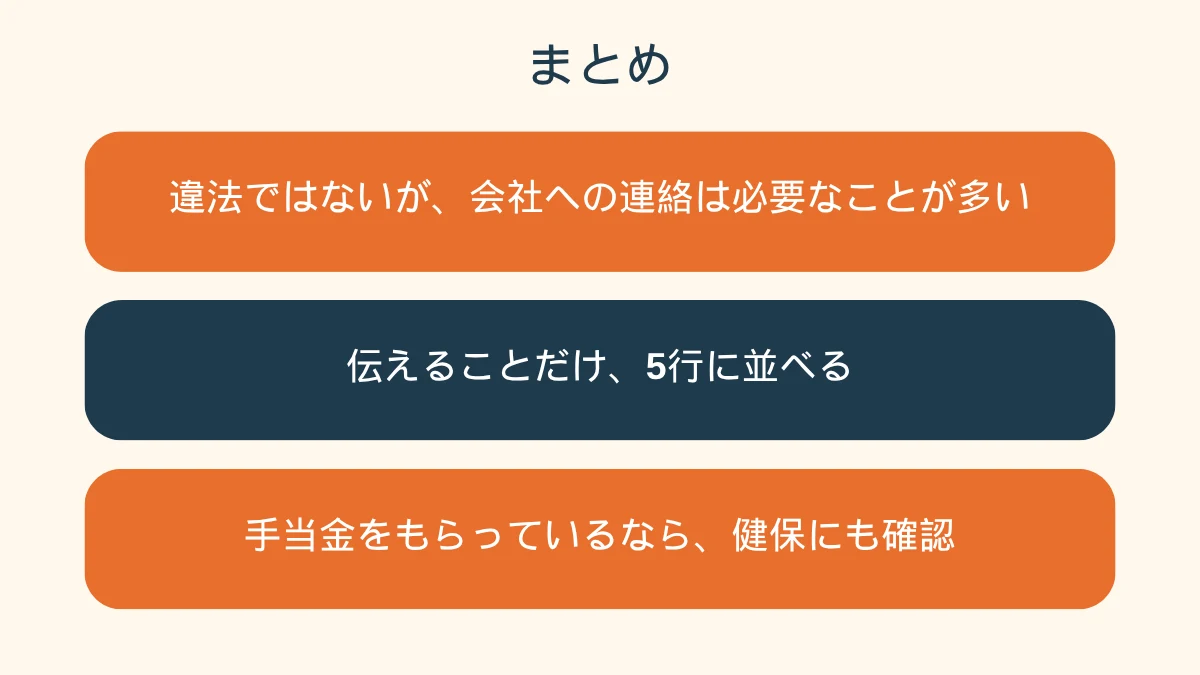 まとめ
違法ではないが、会社への連絡は必要なことが多い
伝えることだけ、5行に並べる
手当金をもらっているなら、健保にも確認